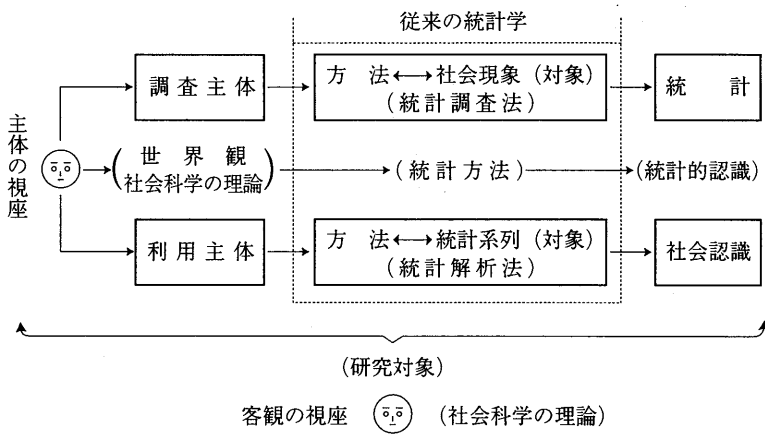 従来の統計学
調査主体
方法⟷社会現象（対象）
（統計調査法）
統計
主体の視座
世界観
社会科学の理論
（統計方法）
（統計的認識）
利用主体
方法⟷統計系列（対象）
（統計解析法）
社会認識
（研究対象）
客観の視座 （社会科学の理論）